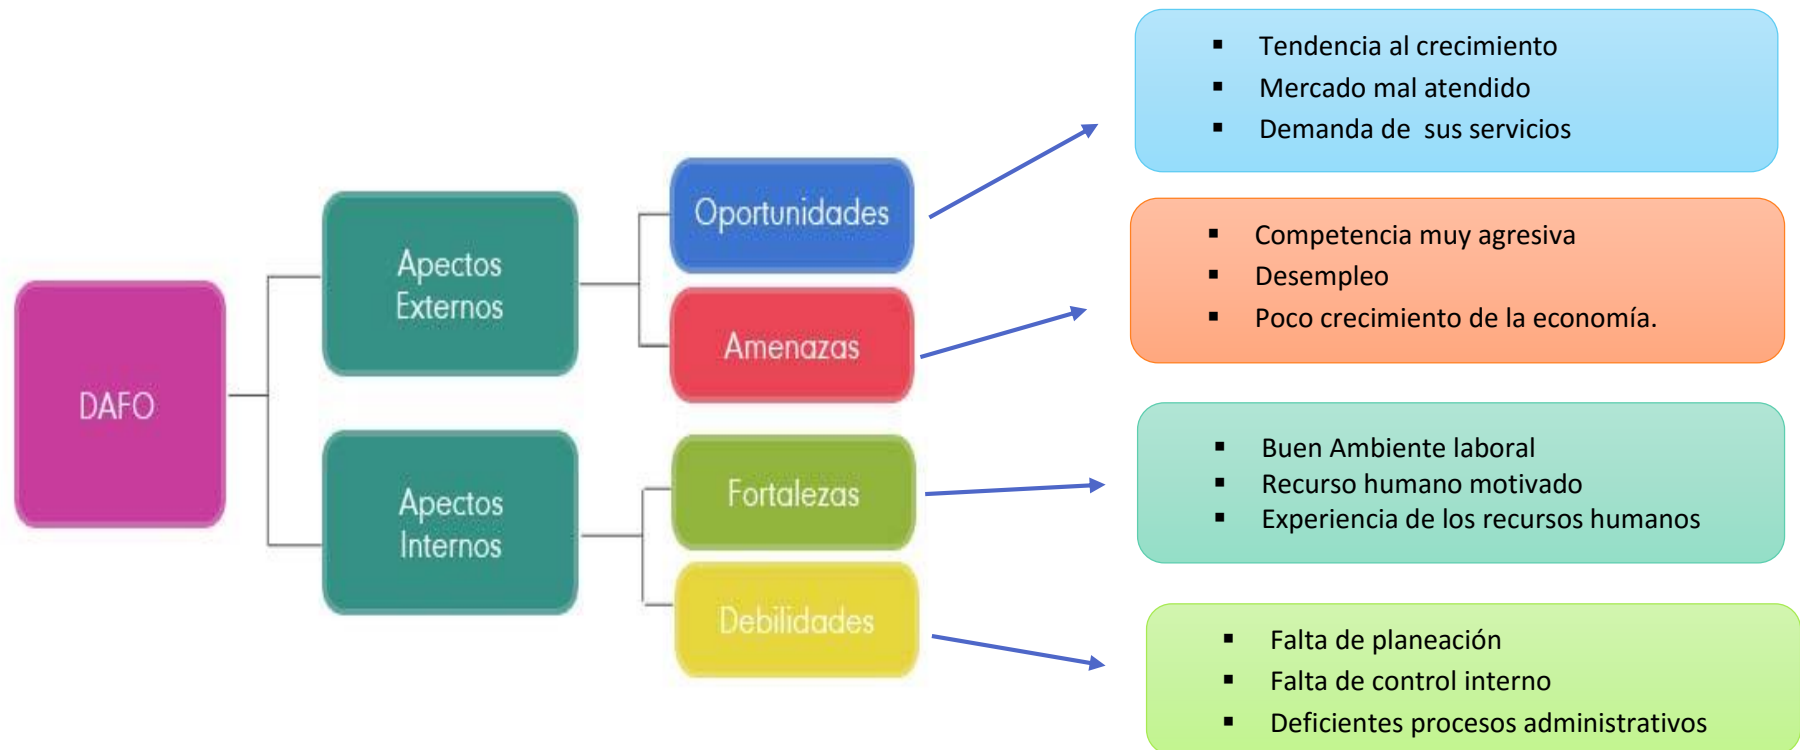 DAFO
Apectos
Externos
Apectos
Internos
Oportunidades
Amenazas
Fortalezas
Debilidades
▪ Tendencia al crecimiento
▪ Mercado mal atendido
▪ Demanda de sus servicios
▪ Competencia muy agresiva
▪ Desempleo
▪ Poco crecimiento de la economía.
▪ Buen Ambiente laboral
▪ Recurso humano motivado
▪ Experiencia de los recursos humanos
▪ Falta de planeación
▪ Falta de control interno
▪ Deficientes procesos administrativos